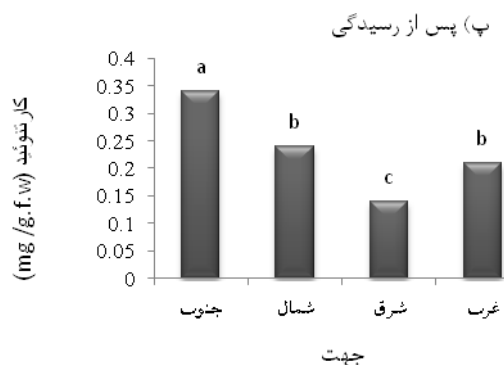 پ) پس از رسیدگی
کارتنوئید (mg /g.f.w)
0.4
0.35
0.3
0.25
0.2
0.15
0.1
0.05
0
a
b
c
b
جنوب
شمال
شرق
غرب
جهت